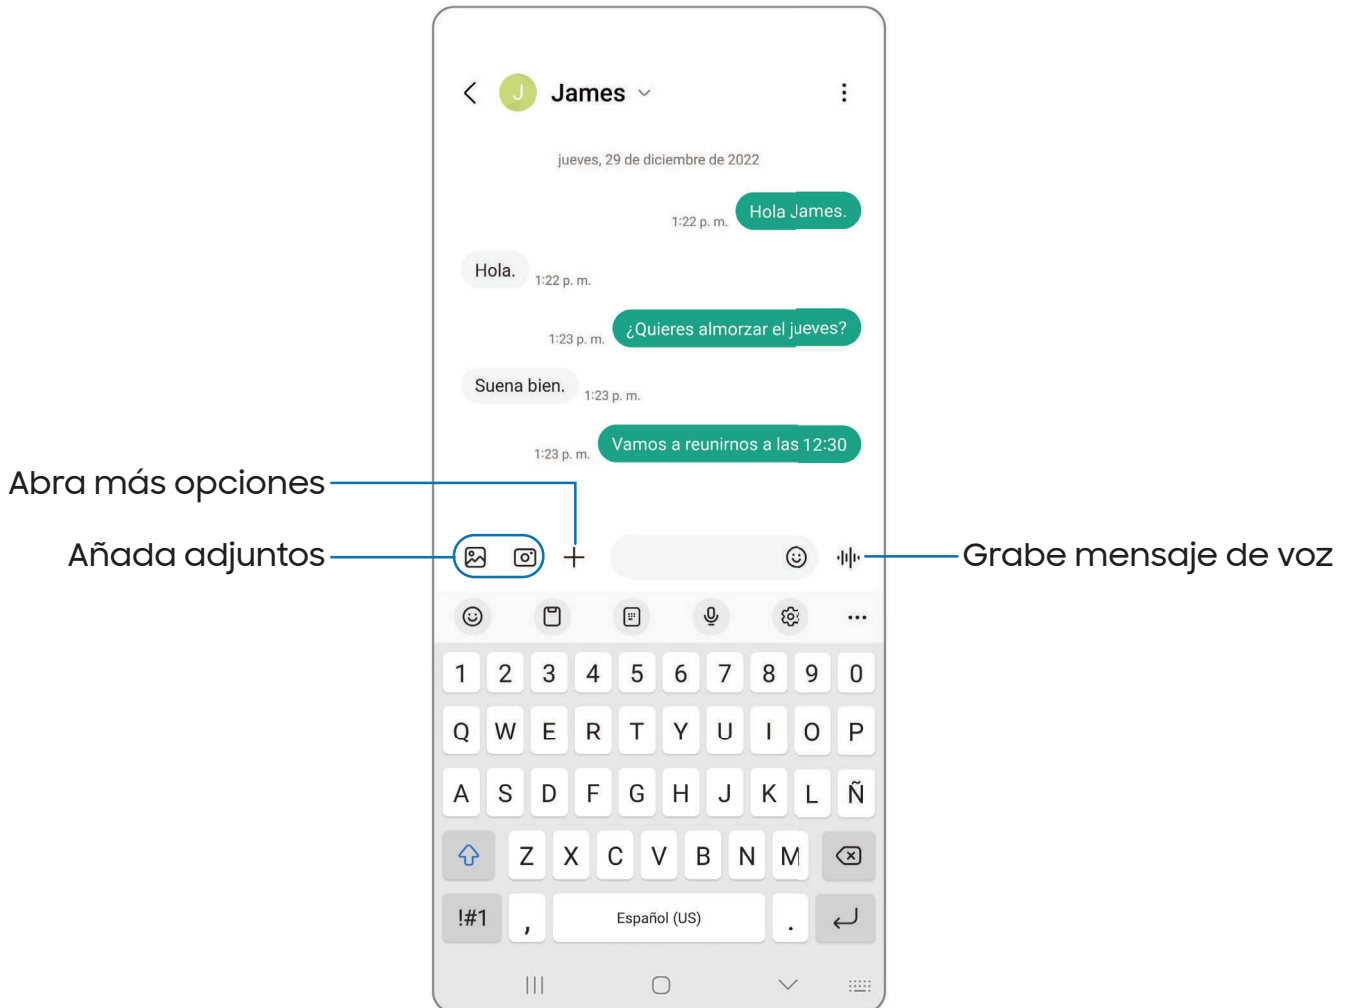 J James
jueves, 29 de diciembre de 2022
1:22 p. m. Hola James.
Hola. 1:22 p. m.
1:23 p. m. ¿Quieres almorzar el jueves?
Suena bien. 1:23 p. m.
1:23 p. m. Vamos a reunirnos a las 12:30
Abra más opciones
Añada adjuntos
Grabe mensaje de voz
1 2 3 4 5 6 7 8 9 0
Q W E R T Y U I O P
A S D F G H J K L Ñ
Z X C V B N M
!#1 , Español (US) .